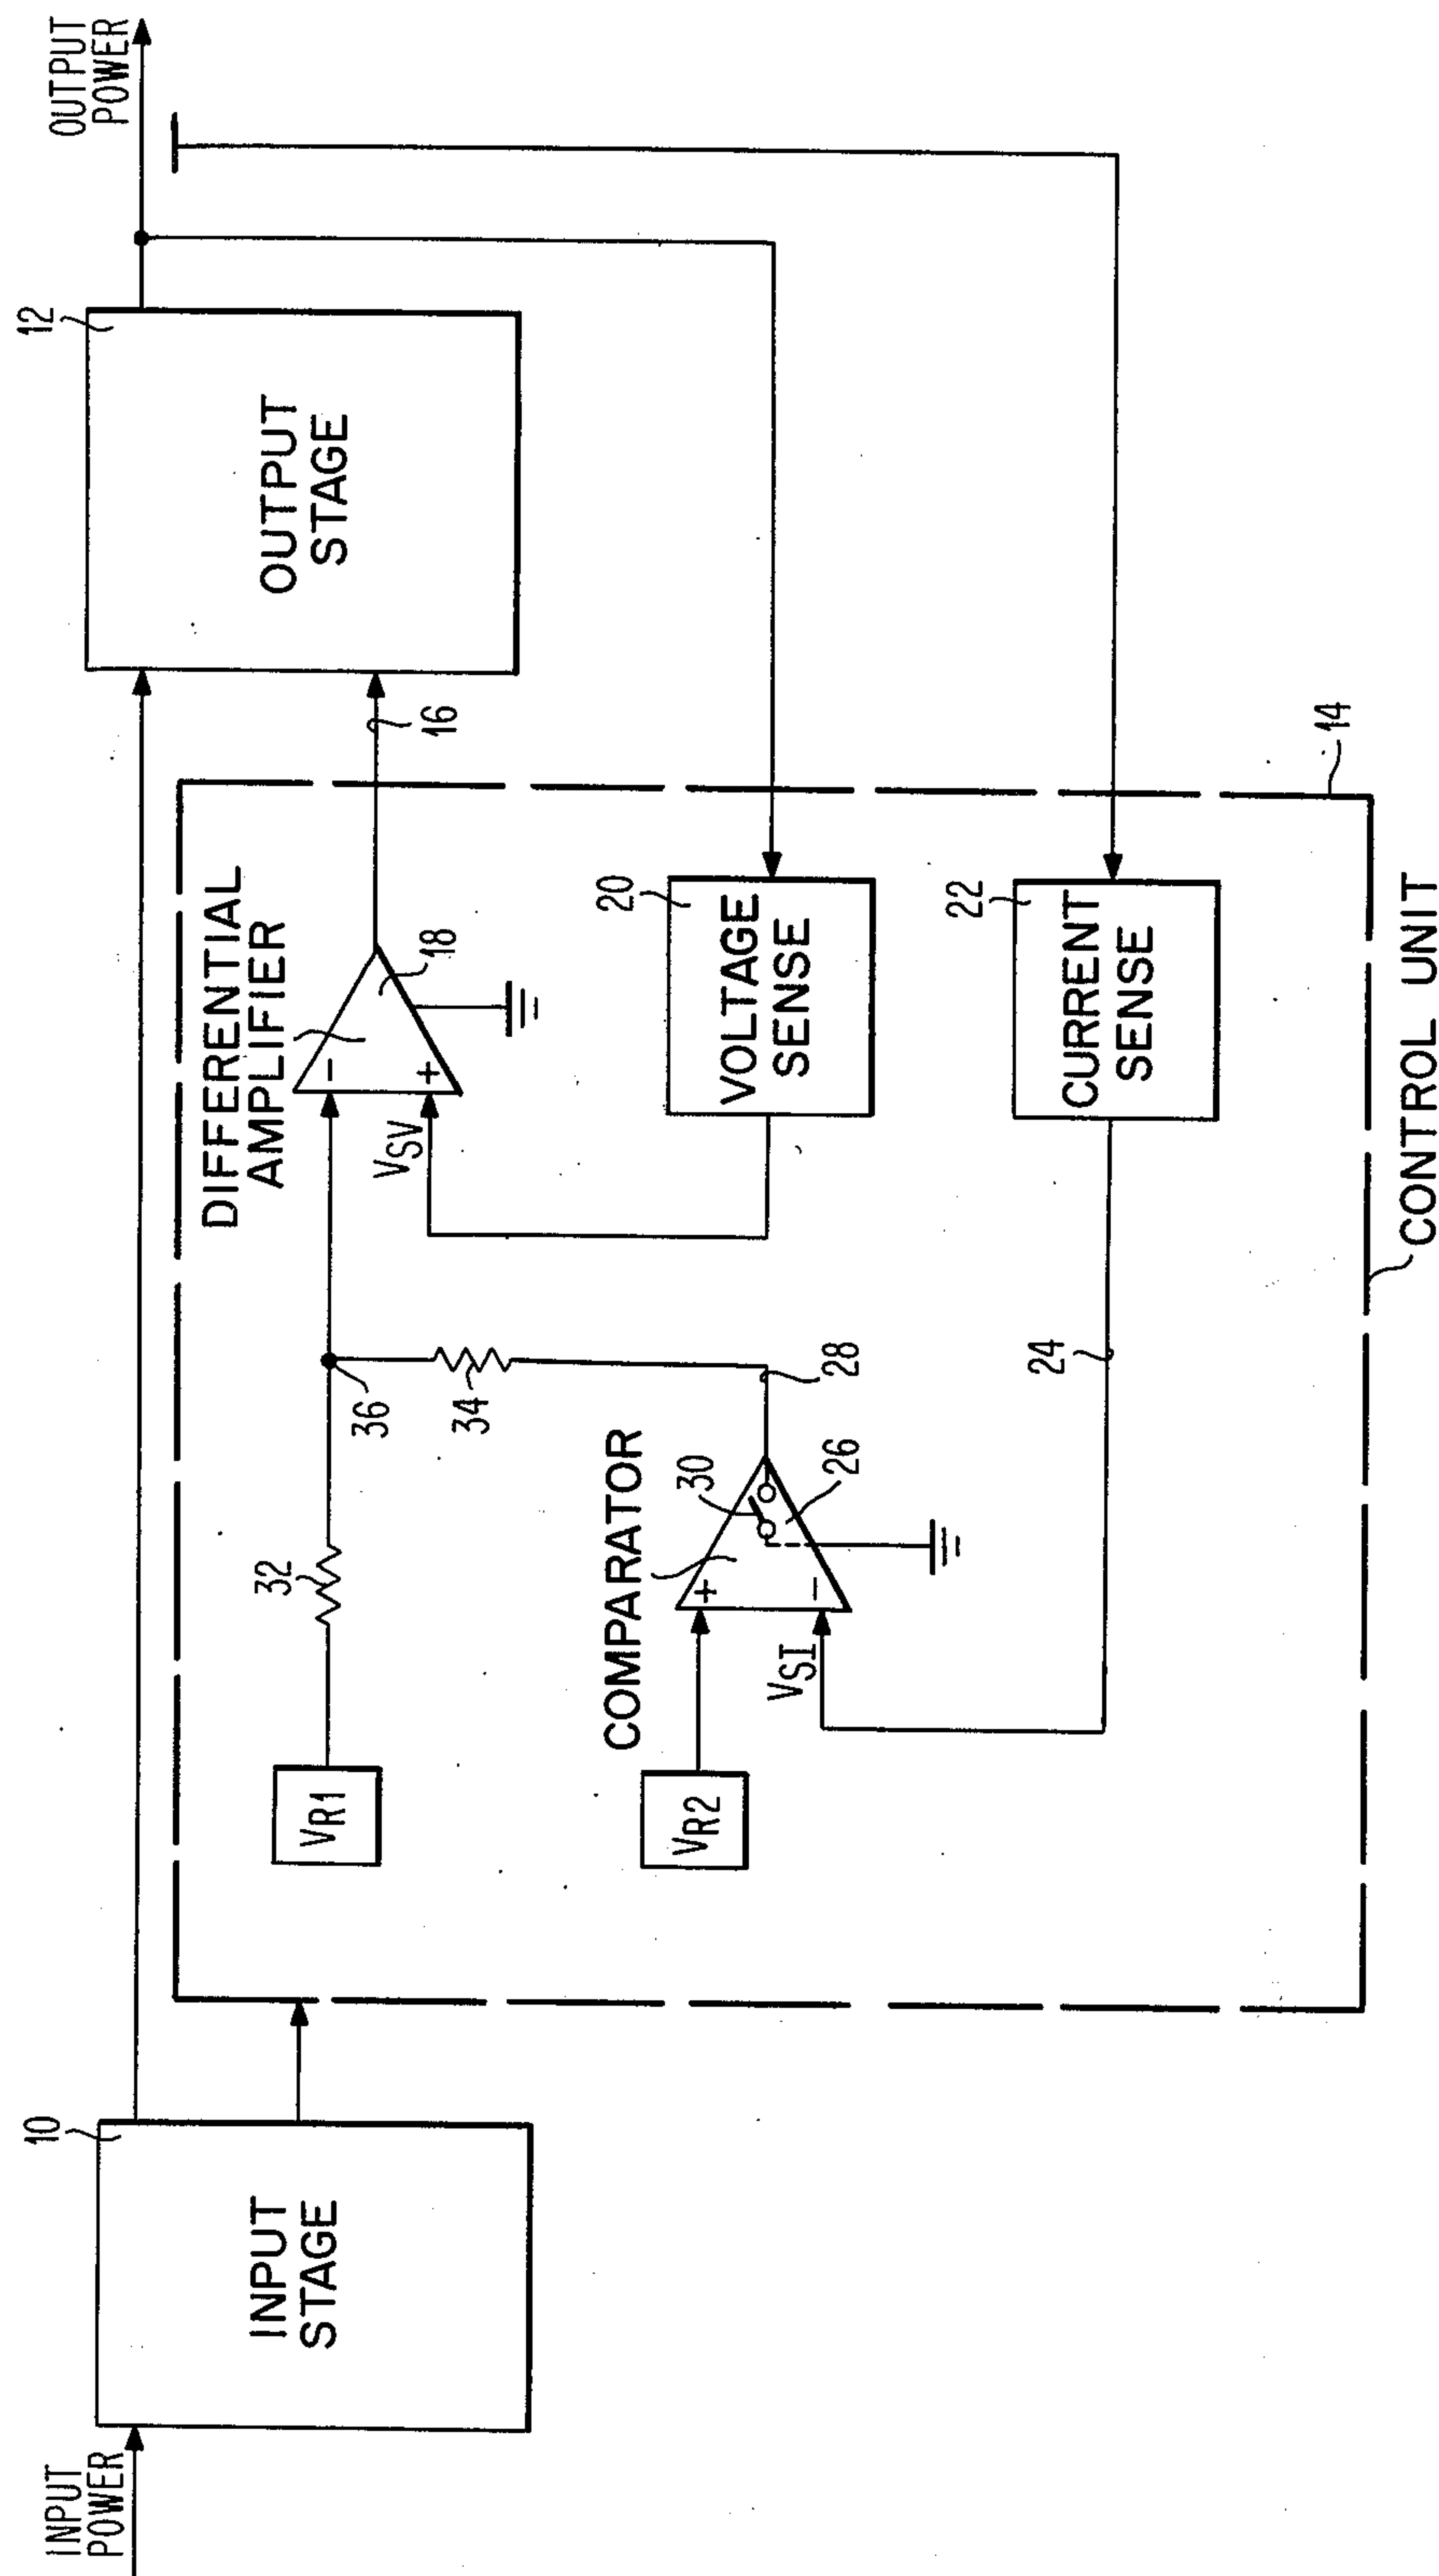 INPUT
POWER
10
INPUT
STAGE
OUTPUT
POWER
12
OUTPUT
STAGE
16
14
CONTROL UNIT
DIFFERENTIAL
AMPLIFIER
18
−
+
VSV
20
VOLTAGE
SENSE
22
CURRENT
SENSE
24
VR1
32
36
34
28
COMPARATOR
30
26
+
−
VR2
VSI